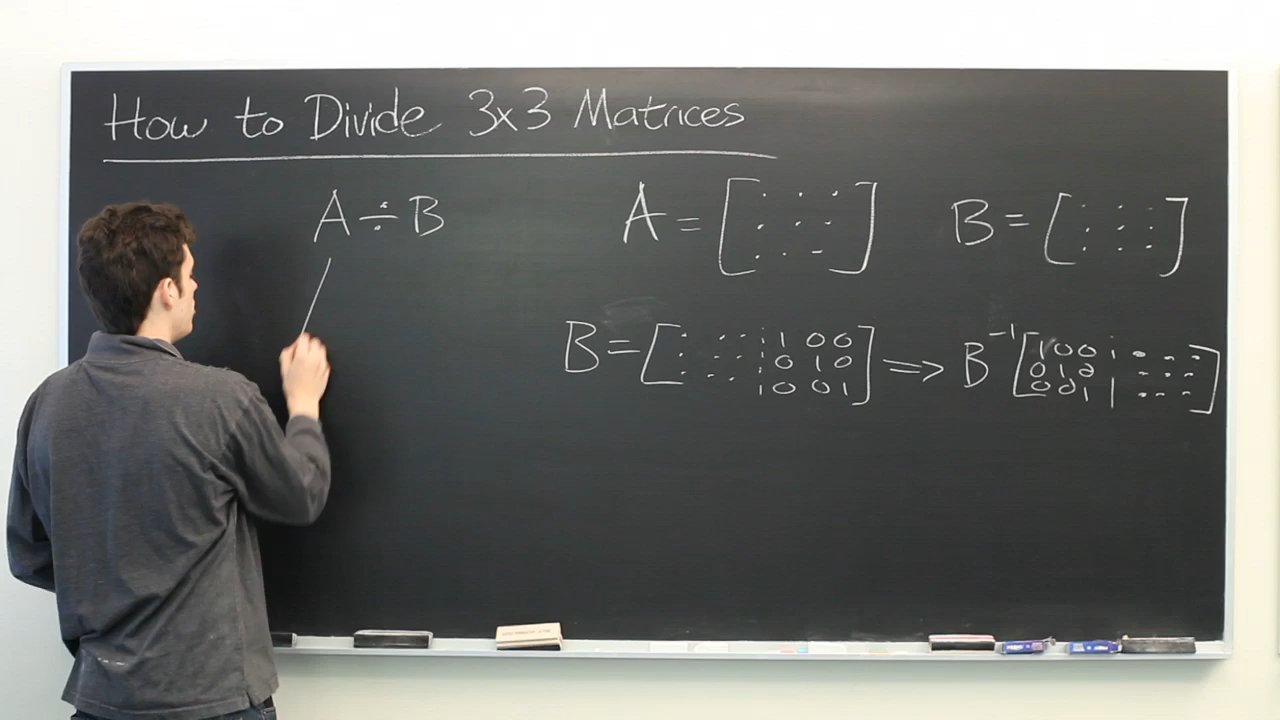 How to Divide 3x3 Matrices
A ÷ B
A = [· · ·
· · ·
· · -]
B = [· · ·
· · ·
· · ·]
B = [· · · ¦ 1 0 0
· · · ¦ 0 1 0
· · · ¦ 0 0 1]
⇒ B⁻¹ [1 0 0 ¦ · · ·
0 1 0 ¦ · · ·
0 0 1 | · · ·]